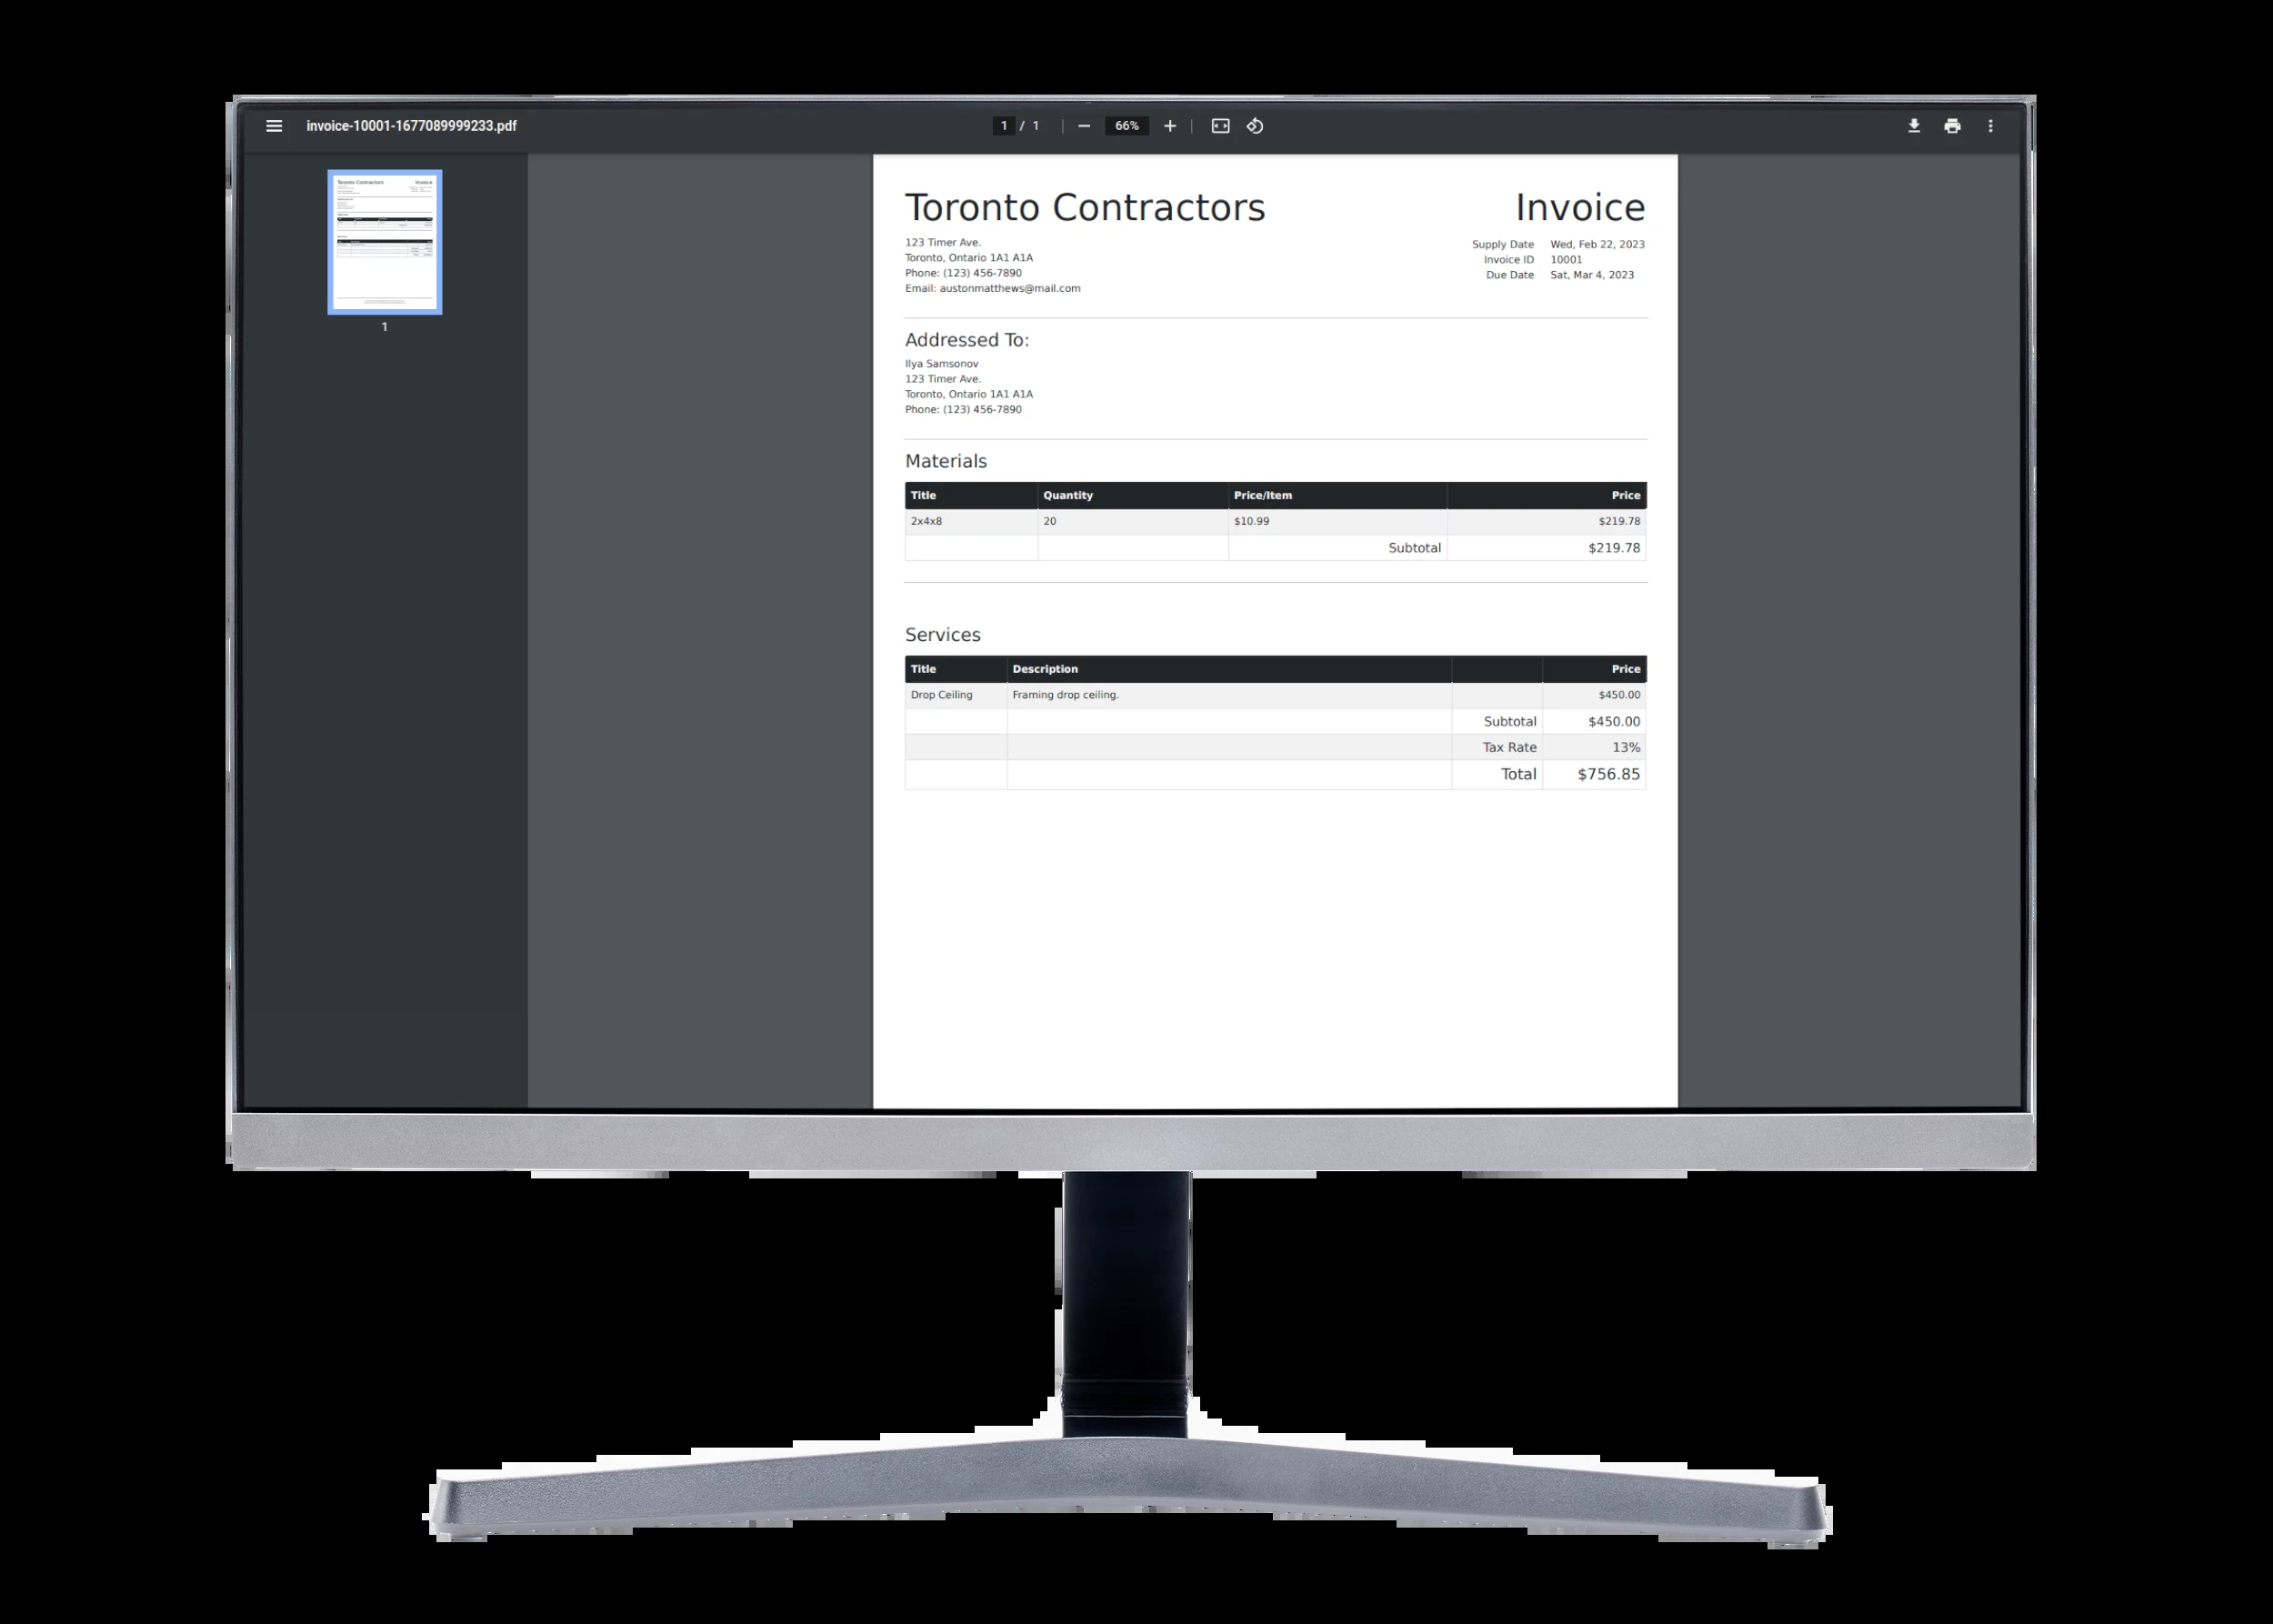 invoice-10001-1677089999233.pdf
1 / 1
66%
1
Toronto Contractors
Invoice
123 Timer Ave.
Toronto, Ontario 1A1 A1A
Phone: (123) 456-7890
Email: austonmatthews@mail.com
Supply Date Wed, Feb 22, 2023
Invoice ID 10001
Due Date Sat, Mar 4, 2023
Addressed To:
Ilya Samsonov
123 Timer Ave.
Toronto, Ontario 1A1 A1A
Phone: (123) 456-7890
Materials
Title Quantity Price/Item Price
2x4x8 20 $10.99 $219.78
Subtotal $219.78
Services
Title Description Price
Drop Ceiling Framing drop ceiling. $450.00
Subtotal $450.00
Tax Rate 13%
Total $756.85